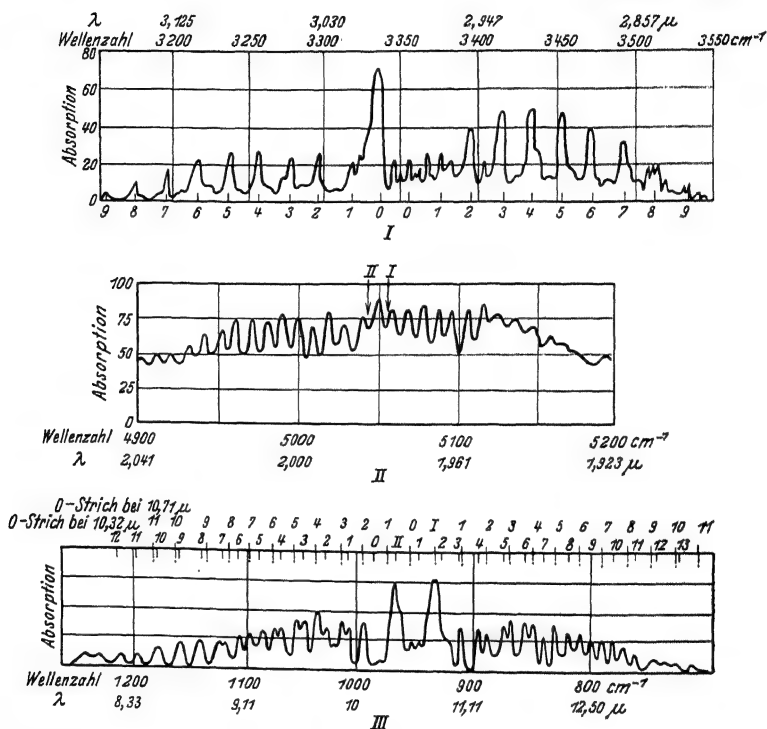 λ 3,125 3,030 2,947 2,857 μ
Wellenzahl 3200 3250 3300 3350 3400 3450 3500 3550 cm⁻¹
80
60
40
20
0
Absorption
9 8 7 6 5 4 3 2 1 0 0 1 2 3 4 5 6 7 8 9
I
II I
100
75
50
25
0
Absorption
Wellenzahl 4900 5000 5100 5200 cm⁻¹
λ 2,041 2,000 1,961 1,923 μ
II
0-Strich bei 10,71 μ 11 10 9 8 7 6 5 4 3 2 1 0 I 1 2 3 4 5 6 7 8 9 10 11
0-Strich bei 10,32 μ
12 11 10 9 8 7 6 5 4 3 2 1 0 II 1 2 3 4 5 6 7 8 9 10 11 12 13
Absorption
Wellenzahl 1200 1100 1000 900 800 cm⁻¹
λ 8,33 9,11 10 11,11 12,50 μ
III